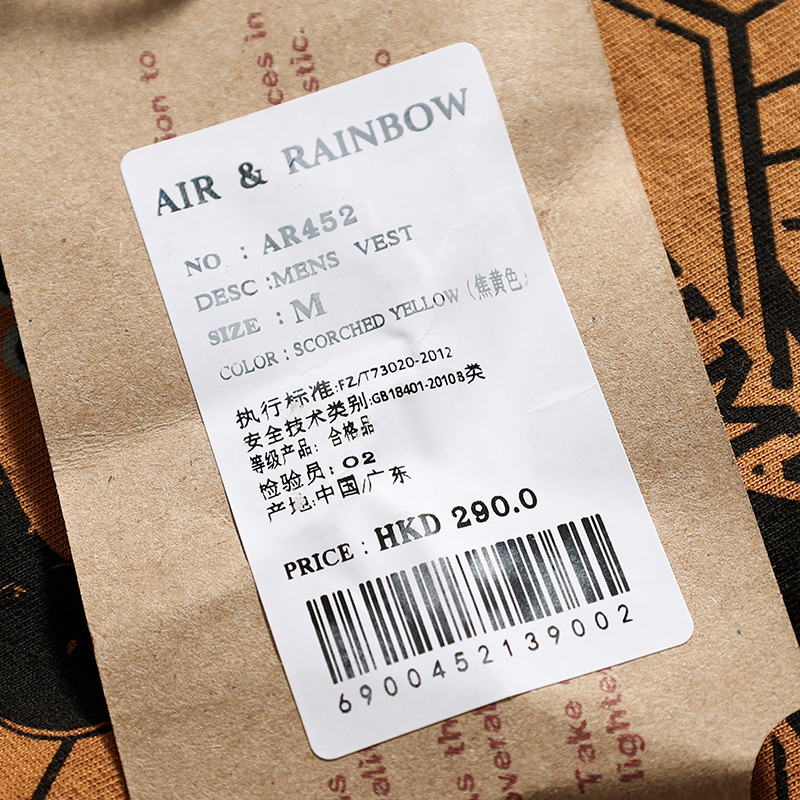 AIR & RAINBOW
NO : AR452
DESC :MENS VEST
SIZE : M
COLOR : SCORCHED YELLOW (焦黄色)
执行标准:FZ/T73020-2012
安全技术类别:GB18401-2010B类
等级产品: 合格品
检验员: 02
产地:中国/广东
PRICE : HKD 290.0
6900452139002
Take